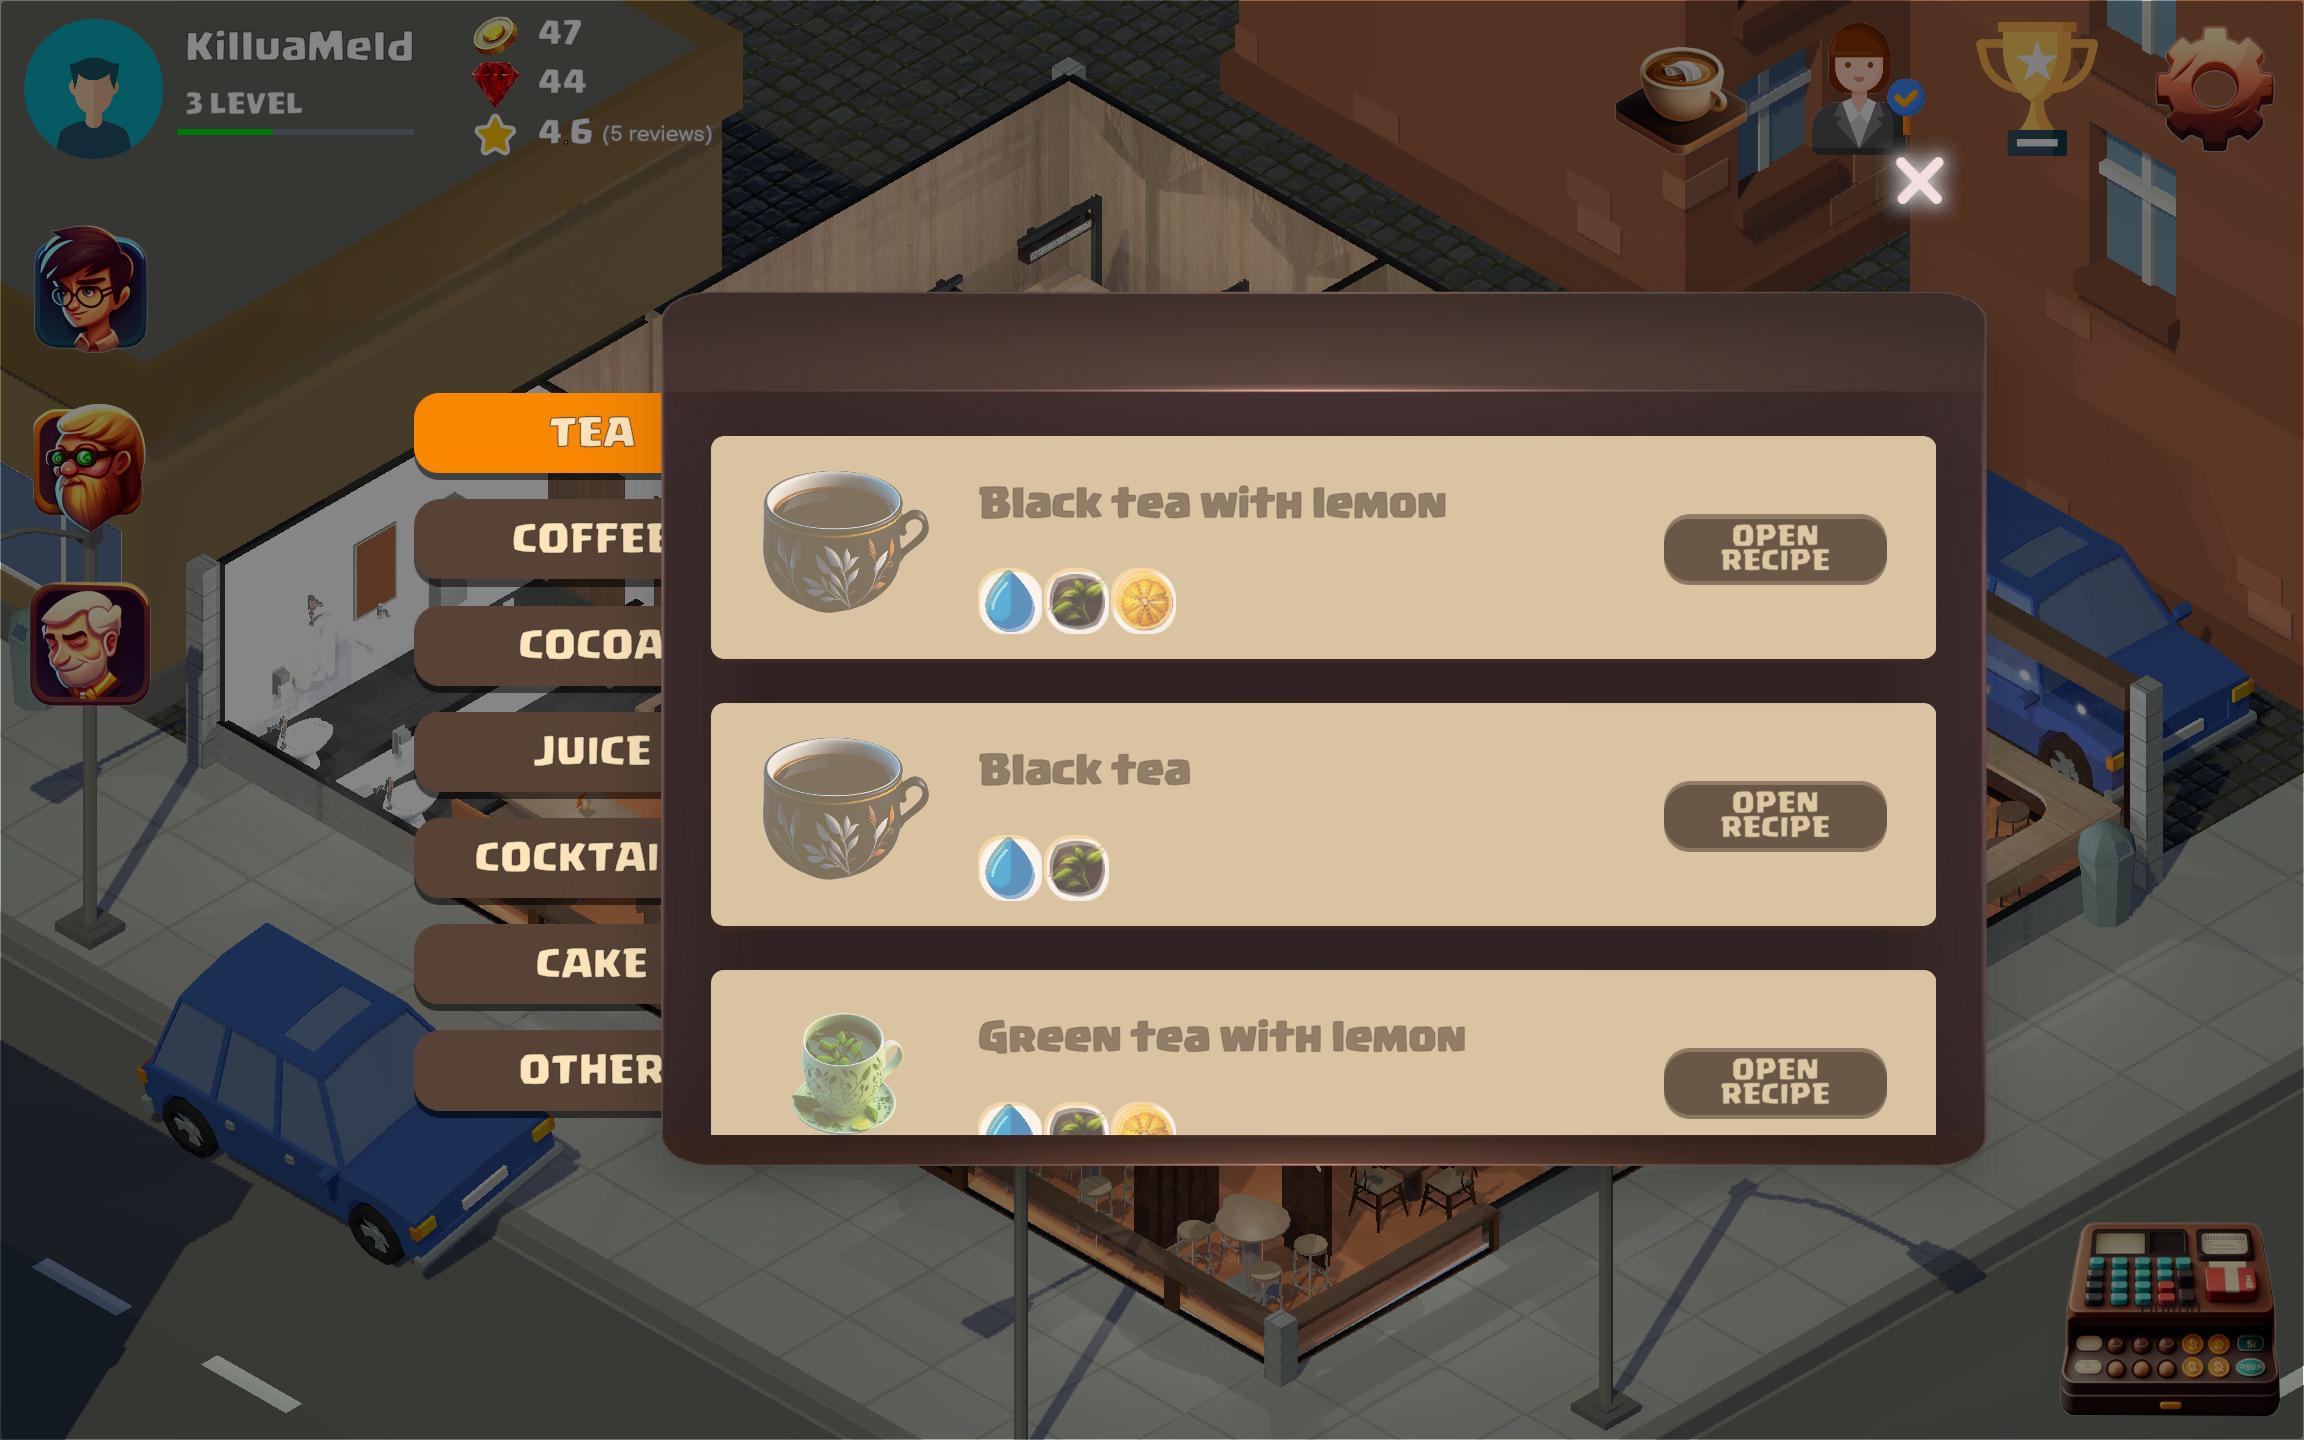 KilluaMeld
3 LEVEL
47
44
4.6 (5 reviews)
TEA
COFFEE
COCOA
JUICE
COCKTAI
CAKE
OTHER
Black tea with lemon
OPEN
RECIPE
Black tea
OPEN
RECIPE
Green tea with lemon
OPEN
RECIPE